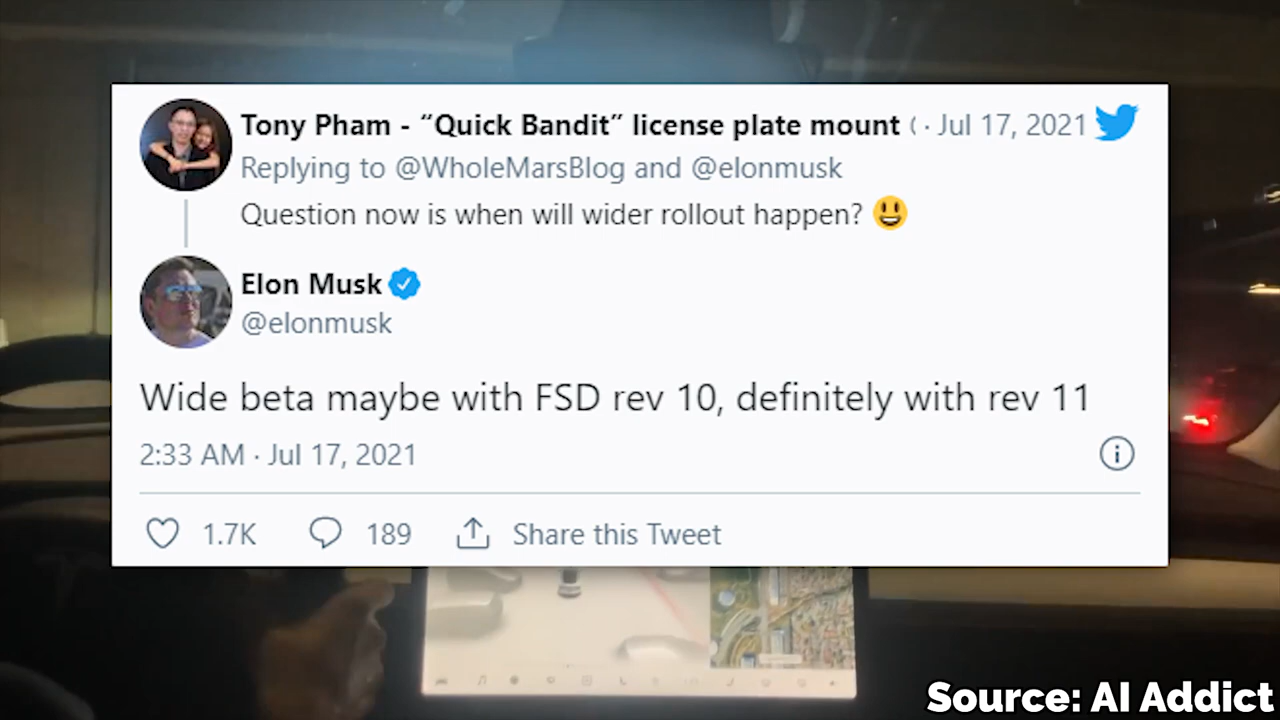 Tony Pham - “Quick Bandit” license plate mount ( · Jul 17, 2021
Replying to @WholeMarsBlog and @elonmusk
Question now is when will wider rollout happen? 😃
Elon Musk
@elonmusk
Wide beta maybe with FSD rev 10, definitely with rev 11
2:33 AM · Jul 17, 2021
1.7K 189 Share this Tweet
Source: AI Addict